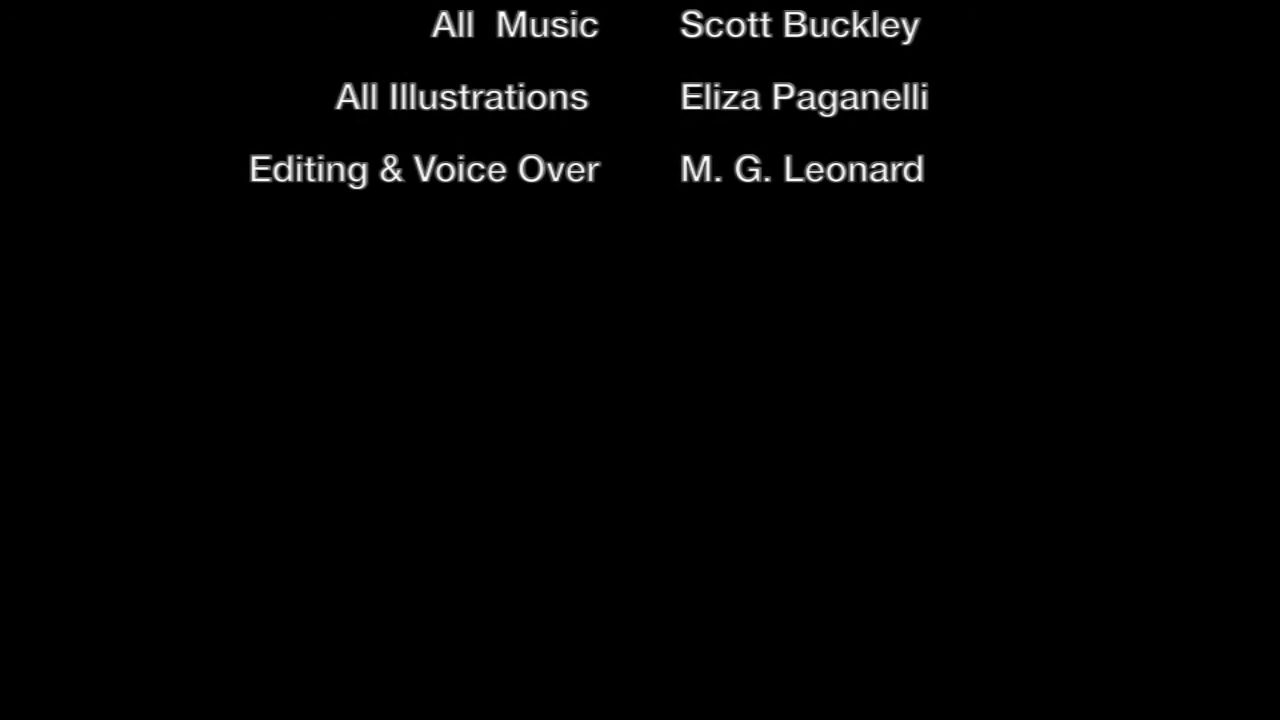 All  Music Scott Buckley
All Illustrations Eliza Paganelli
Editing & Voice Over M. G. Leonard